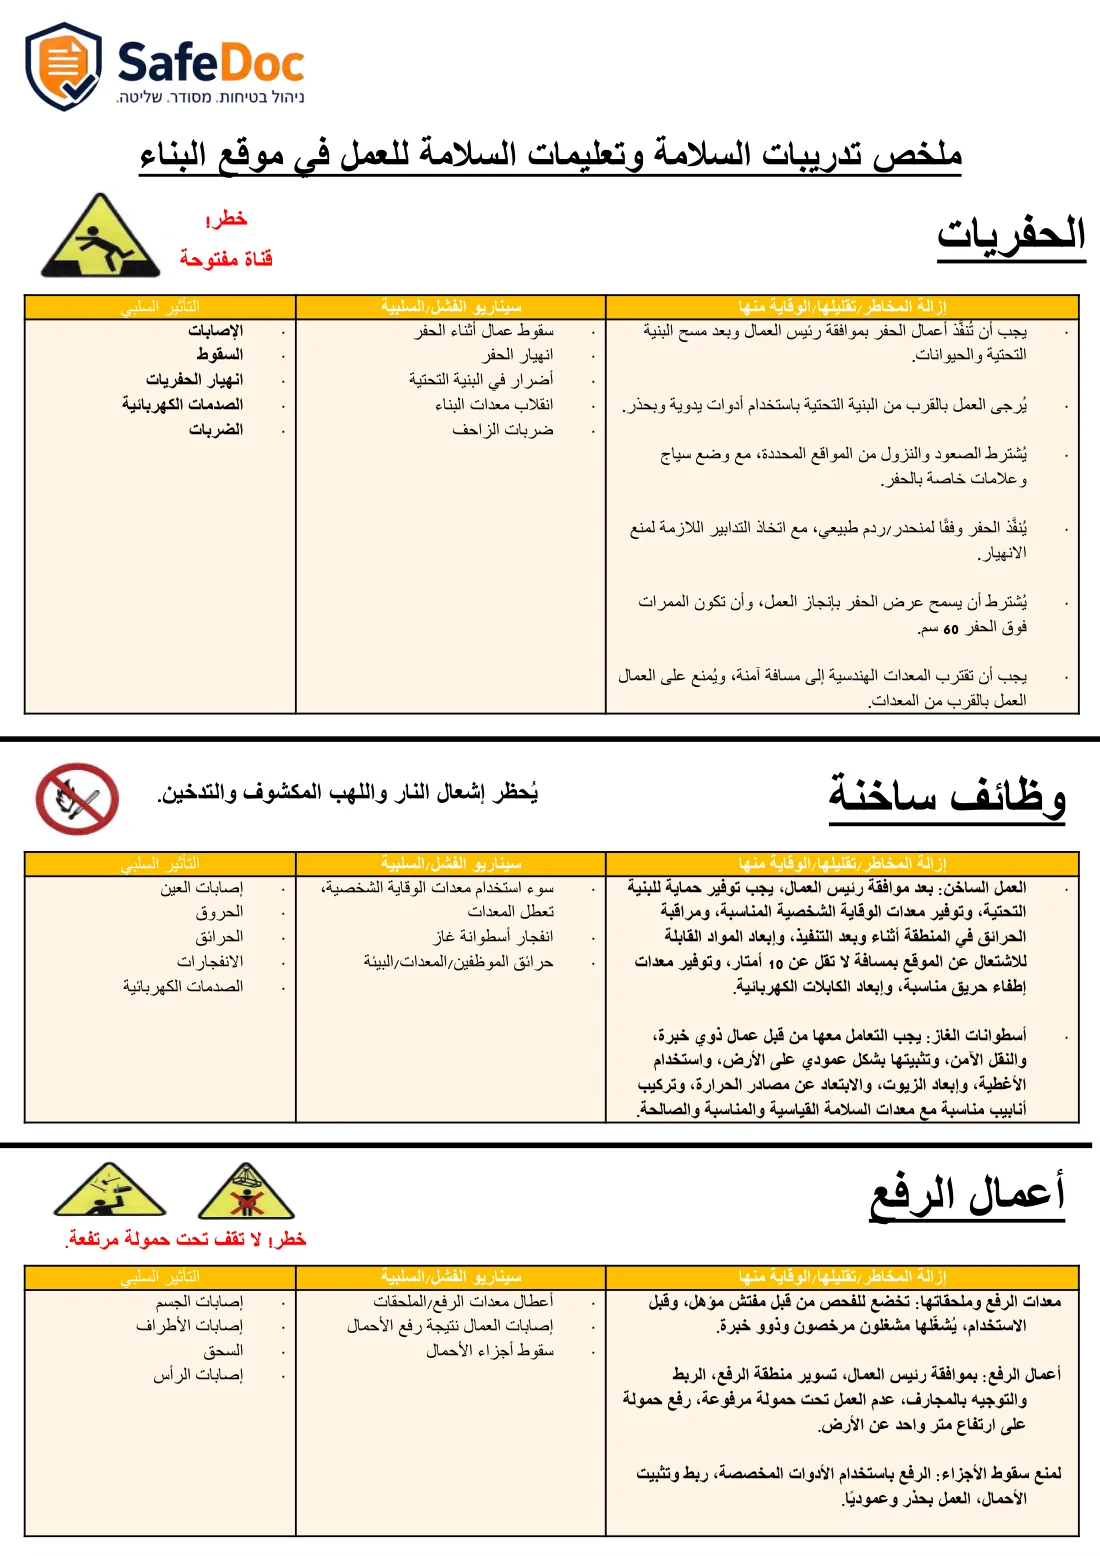 SafeDoc
ניהול בטיחות. מסודר. שליטה.
ملخص تدريبات السلامة وتعليمات السلامة للعمل في موقع البناء
الحفريات
خطر!
قناة مفتوحة
إزالة المخاطر/تقليلها/الوقاية منها
سيناريو الفشل/السلبية
التأثير السلبي
· يجب أن تُنفَّذ أعمال الحفر بموافقة رئيس العمال وبعد مسح البنية
التحتية والحيوانات.
· يُرجى العمل بالقرب من البنية التحتية باستخدام أدوات يدوية وبحذر.
· يُشترط الصعود والنزول من المواقع المحددة، مع وضع سياج
وعلامات خاصة بالحفر.
· يُنفَّذ الحفر وفقًا لمنحدر/ردم طبيعي، مع اتخاذ التدابير اللازمة لمنع
الانهيار.
· يُشترط أن يسمح عرض الحفر بإنجاز العمل، وأن تكون الممرات
فوق الحفر 60 سم.
· يجب أن تقترب المعدات الهندسية إلى مسافة آمنة، ويُمنع على العمال
العمل بالقرب من المعدات.
· سقوط عمال أثناء الحفر
· انهيار الحفر
· أضرار في البنية التحتية
· انقلاب معدات البناء
· ضربات الزاحف
· الإصابات
· السقوط
· انهيار الحفريات
· الصدمات الكهربائية
· الضربات
وظائف ساخنة
يُحظر إشعال النار واللهب المكشوف والتدخين.
إزالة المخاطر/تقليلها/الوقاية منها
سيناريو الفشل/السلبية
التأثير السلبي
· العمل الساخن: بعد موافقة رئيس العمال، يجب توفير حماية للبنية
التحتية، وتوفير معدات الوقاية الشخصية المناسبة، ومراقبة
الحرائق في المنطقة أثناء وبعد التنفيذ، وإبعاد المواد القابلة
للاشتعال عن الموقع بمسافة لا تقل عن 10 أمتار، وتوفير معدات
إطفاء حريق مناسبة، وإبعاد الكابلات الكهربائية.
· أسطوانات الغاز: يجب التعامل معها من قبل عمال ذوي خبرة،
والنقل الآمن، وتثبيتها بشكل عمودي على الأرض، واستخدام
الأغطية، وإبعاد الزيوت، والابتعاد عن مصادر الحرارة، وتركيب
أنابيب مناسبة مع معدات السلامة القياسية والمناسبة والصالحة.
· سوء استخدام معدات الوقاية الشخصية،
تعطل المعدات
· انفجار أسطوانة غاز
· حرائق الموظفين/المعدات/البيئة
· إصابات العين
· الحروق
· الحرائق
· الانفجارات
· الصدمات الكهربائية
أعمال الرفع
خطر! لا تقف تحت حمولة مرتفعة.
إزالة المخاطر/تقليلها/الوقاية منها
سيناريو الفشل/السلبية
التأثير السلبي
معدات الرفع وملحقاتها: تخضع للفحص من قبل مفتش مؤهل، وقبل
الاستخدام، يُشغّلها مشغلون مرخصون وذوو خبرة.
أعمال الرفع: بموافقة رئيس العمال، تسوير منطقة الرفع، الربط
والتوجيه بالمجارف، عدم العمل تحت حمولة مرفوعة، رفع حمولة
على ارتفاع متر واحد عن الأرض.
لمنع سقوط الأجزاء: الرفع باستخدام الأدوات المخصصة، ربط وتثبيت
الأحمال، العمل بحذر وعموديًا.
· أعطال معدات الرفع/الملحقات
· إصابات العمال نتيجة رفع الأحمال
· سقوط أجزاء الأحمال
· إصابات الجسم
· إصابات الأطراف
· السحق
· إصابات الرأس